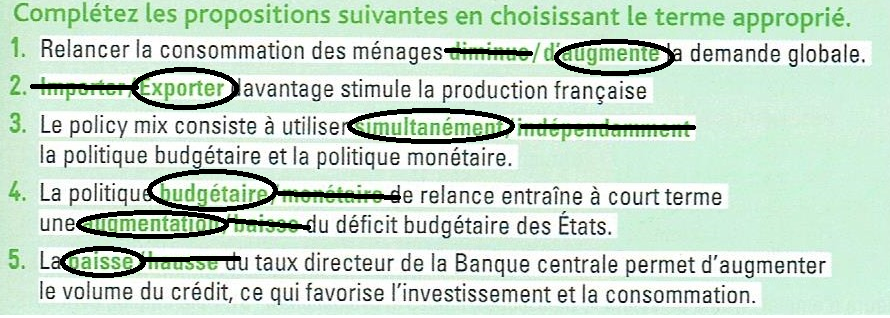 Complétez les propositions suivantes en choisissant le terme approprié.
1. Relancer la consommation des ménages diminue / d'augmente la demande globale.
2. Importer / Exporter davantage stimule la production française
3. Le policy mix consiste à utiliser simultanément / indépendamment
la politique budgétaire et la politique monétaire.
4. La politique budgétaire / monétaire de relance entraîne à court terme
une augmentation / baisse du déficit budgétaire des États.
5. La baisse / hausse du taux directeur de la Banque centrale permet d'augmenter
le volume du crédit, ce qui favorise l'investissement et la consommation.